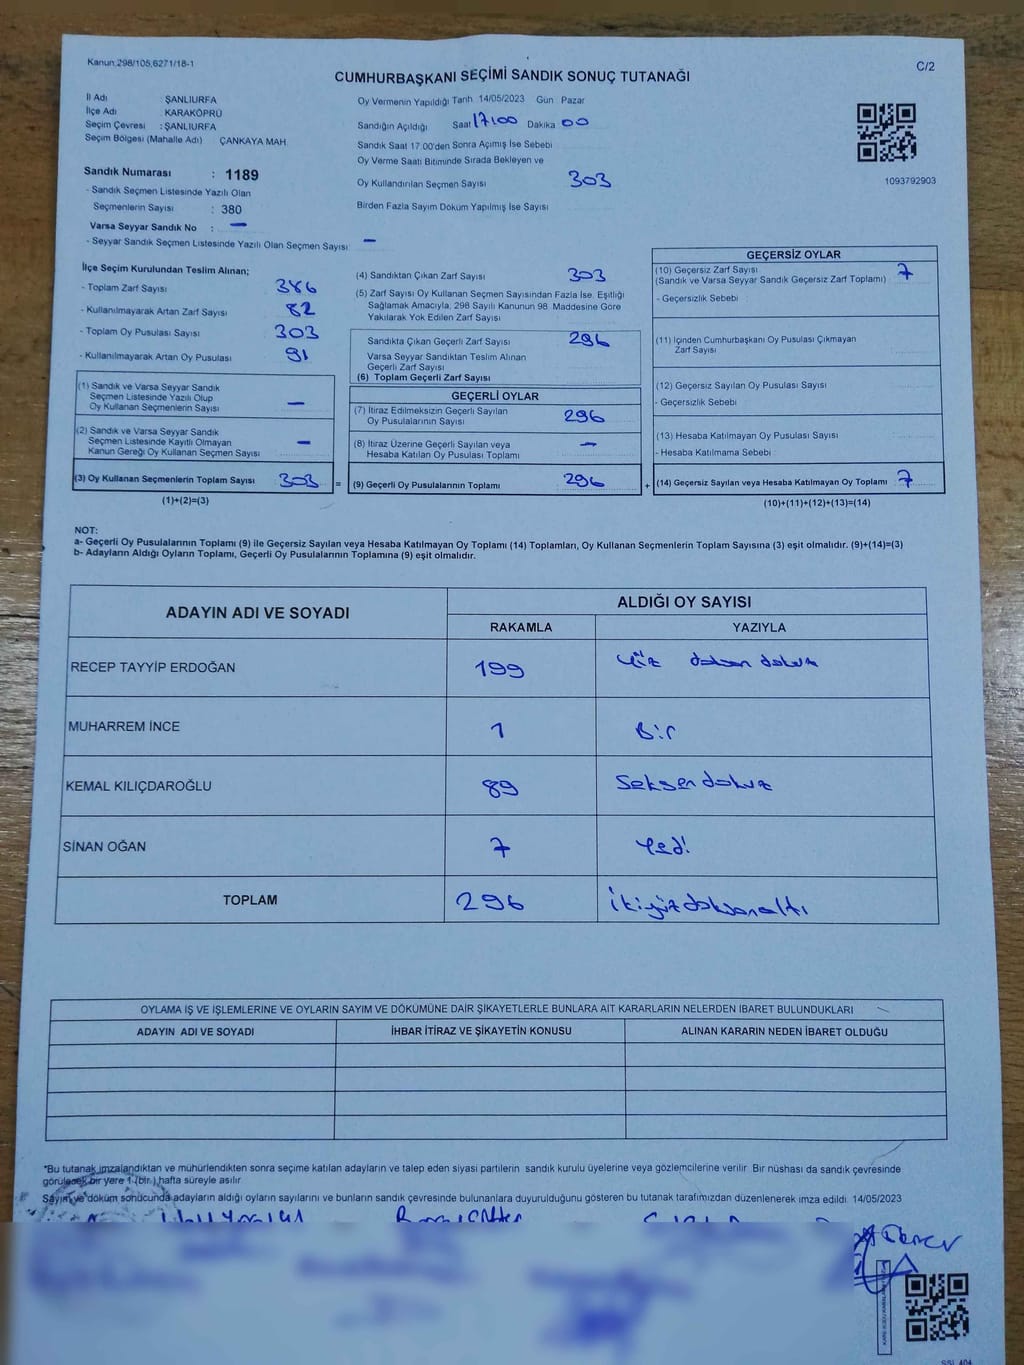 Kanun 298/105,6271/18-1
C/2
CUMHURBAŞKANI SEÇİMİ SANDIK SONUÇ TUTANAĞI
İl Adı : ŞANLIURFA
İlçe Adı : KARAKÖPRÜ
Seçim Çevresi : ŞANLIURFA
Seçim Bölgesi (Mahalle Adı) ÇANKAYA MAH.
Sandık Numarası : 1189
- Sandık Seçmen Listesinde Yazılı Olan
Seçmenlerin Sayısı : 380
Varsa Seyyar Sandık No : —
- Seyyar Sandık Seçmen Listesinde Yazılı Olan Seçmen Sayısı: —
Oy Vermenin Yapıldığı Tarih 14/05/2023 Gün Pazar
Sandığın Açıldığı Saat 17:00 Dakika 00
Sandık Saat 17.00'den Sonra Açımış İse Sebebi
Oy Verme Saati Bitiminde Sırada Bekleyen ve
Oy Kullandırılan Seçmen Sayısı 303
Birden Fazla Sayım Döküm Yapılmış İse Sayısı
1093792903
İlçe Seçim Kurulundan Teslim Alınan;
- Toplam Zarf Sayısı 386
- Kullanılmayarak Artan Zarf Sayısı 82
- Toplam Oy Pusulası Sayısı 303
- Kullanılmayarak Artan Oy Pusulası 91
(1) Sandık ve Varsa Seyyar Sandık
Seçmen Listesinde Yazılı Olup
Oy Kullanan Seçmenlerin Sayısı —
(2) Sandık ve Varsa Seyyar Sandık
Seçmen Listesinde Kayıtlı Olmayan
Kanun Gereği Oy Kullanan Seçmen Sayısı —
(3) Oy Kullanan Seçmenlerin Toplam Sayısı 303
(1)+(2)=(3)
(4) Sandıktan Çıkan Zarf Sayısı 303
(5) Zarf Sayısı Oy Kullanan Seçmen Sayısından Fazla İse, Eşitliği
Sağlamak Amacıyla, 298 Sayılı Kanunun 98. Maddesine Göre
Yakılarak Yok Edilen Zarf Sayısı
Sandıkta Çıkan Geçerli Zarf Sayısı 296
Varsa Seyyar Sandıktan Teslim Alınan
Geçerli Zarf Sayısı
(6) Toplam Geçerli Zarf Sayısı
GEÇERLİ OYLAR
(7) İtiraz Edilmeksizin Geçerli Sayılan
Oy Pusulalarının Sayısı 296
(8) İtiraz Üzerine Geçerli Sayılan veya
Hesaba Katılan Oy Pusulası Toplamı —
= (9) Geçerli Oy Pusulalarının Toplamı 296
GEÇERSİZ OYLAR
(10) Geçersiz Zarf Sayısı
(Sandık ve Varsa Seyyar Sandık Geçersiz Zarf Toplamı) 7
- Geçersizlik Sebebi
(11) İçinden Cumhurbaşkanı Oy Pusulası Çıkmayan
Zarf Sayısı
(12) Geçersiz Sayılan Oy Pusulası Sayısı
- Geçersizlik Sebebi
(13) Hesaba Katılmayan Oy Pusulası Sayısı
- Hesaba Katılmama Sebebi
+ (14) Geçersiz Sayılan veya Hesaba Katılmayan Oy Toplamı 7
(10)+(11)+(12)+(13)=(14)
NOT:
a- Geçerli Oy Pusulalarının Toplamı (9) ile Geçersiz Sayılan veya Hesaba Katılmayan Oy Toplamı (14) Toplamları, Oy Kullanan Seçmenlerin Toplam Sayısına (3) eşit olmalıdır. (9)+(14)=(3)
b- Adayların Aldığı Oyların Toplamı, Geçerli Oy Pusulalarının Toplamına (9) eşit olmalıdır.
ADAYIN ADI VE SOYADI
ALDIĞI OY SAYISI
RAKAMLA YAZIYLA
RECEP TAYYİP ERDOĞAN 199 Yüz doksan dokuz
MUHARREM İNCE 1 Bir
KEMAL KILIÇDAROĞLU 89 Seksen dokuz
SİNAN OĞAN 7 Yedi
TOPLAM 296 İkiyüzdoksanaltı
OYLAMA İŞ VE İŞLEMLERİNE VE OYLARIN SAYIM VE DÖKÜMÜNE DAİR ŞİKAYETLERLE BUNLARA AİT KARARLARIN NELERDEN İBARET BULUNDUKLARI
ADAYIN ADI VE SOYADI İHBAR İTİRAZ VE ŞİKAYETİN KONUSU ALINAN KARARIN NEDEN İBARET OLDUĞU
*Bu tutanak imzalandıktan ve mühürlendikten sonra seçime katılan adayların ve talep eden siyasi partilerin sandık kurulu üyelerine veya gözlemcilerine verilir. Bir nüshası da sandık çevresinde
görülecek bir yere 1 (bir) hafta süreyle asılır.
Sayım ve döküm sonucunda adayların aldığı oyların sayılarını ve bunların sandık çevresinde bulunanlara duyurulduğunu gösteren bu tutanak tarafımızdan düzenlenerek imza edildi. 14/05/2023